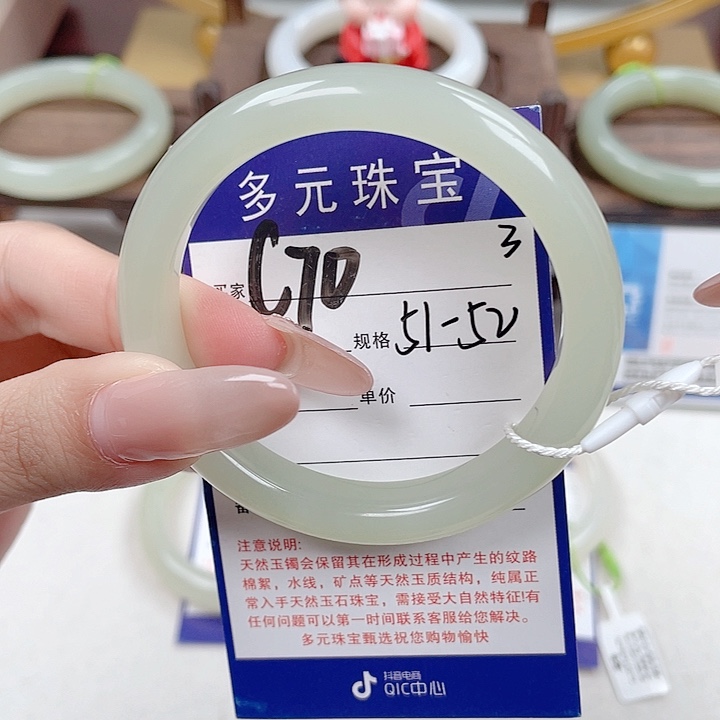 多元珠宝
3
买家 C70
规格 51-52
单价
注意说明:
天然玉镯会保留其在形成过程中产生的纹路
棉絮，水线，矿点等天然玉质结构，纯属正
常入手天然玉石珠宝，需接受大自然特征!有
任何问题可以第一时间联系客服给您解决。
多元珠宝甄选祝您购物愉快
抖音电商
QIC中心